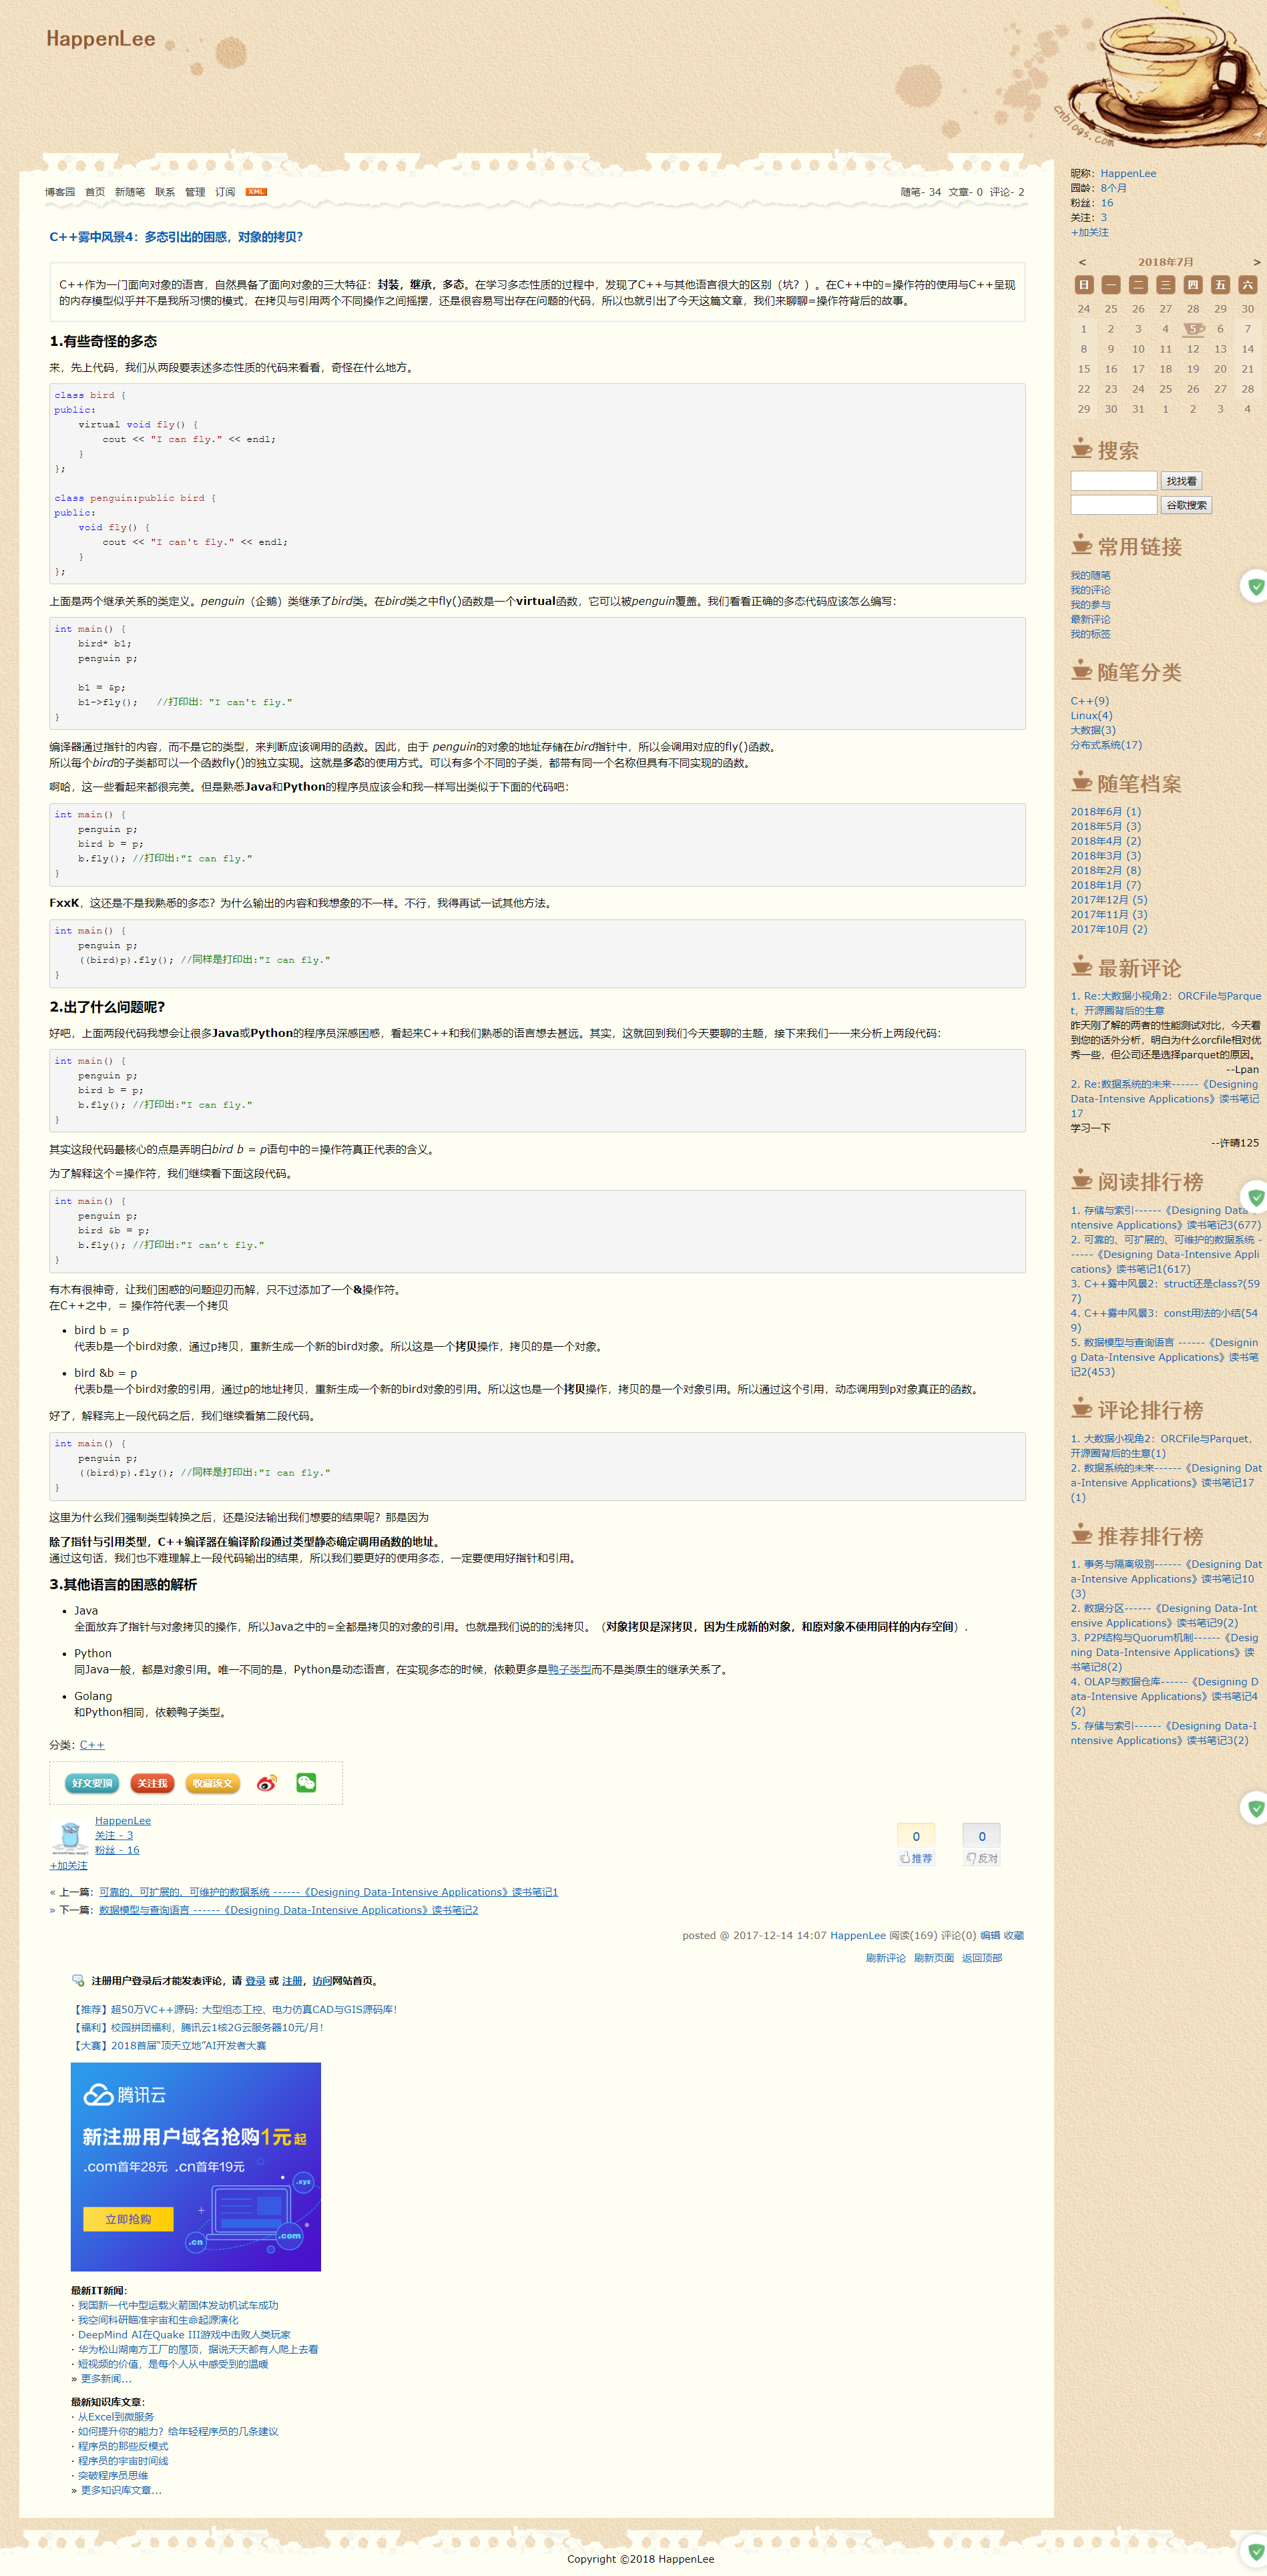 HappenLee
cnblogs.com
博客园 首页 新随笔 联系 管理 订阅 XML
随笔- 34 文章- 0 评论- 2
C++雾中风景4：多态引出的困惑，对象的拷贝？
C++作为一门面向对象的语言，自然具备了面向对象的三大特征：封装，继承，多态。在学习多态性质的过程中，发现了C++与其他语言很大的区别（坑？）。在C++中的=操作符的使用与C++呈现
的内存模型似乎并不是我所习惯的模式，在拷贝与引用两个不同操作之间摇摆，还是很容易写出存在问题的代码，所以也就引出了今天这篇文章，我们来聊聊=操作符背后的故事。
1.有些奇怪的多态
来，先上代码，我们从两段要表述多态性质的代码来看看，奇怪在什么地方。
class bird {
public:
    virtual void fly() {
        cout << "I can fly." << endl;
    }
};
class penguin:public bird {
public:
    void fly() {
        cout << "I can't fly." << endl;
    }
};
上面是两个继承关系的类定义。penguin（企鹅）类继承了bird类。在bird类之中fly()函数是一个virtual函数，它可以被penguin覆盖。我们看看正确的多态代码应该怎么编写：
int main() {
    bird* b1;
    penguin p;
    b1 = &p;
    b1->fly();   //打印出："I can't fly."
}
编译器通过指针的内容，而不是它的类型，来判断应该调用的函数。因此，由于 penguin的对象的地址存储在bird指针中，所以会调用对应的fly()函数。
所以每个bird的子类都可以一个函数fly()的独立实现。这就是多态的使用方式。可以有多个不同的子类，都带有同一个名称但具有不同实现的函数。
啊哈，这一些看起来都很完美。但是熟悉Java和Python的程序员应该会和我一样写出类似于下面的代码吧：
int main() {
    penguin p;
    bird b = p;
    b.fly(); //打印出:"I can fly."
}
FxxK，这还是不是我熟悉的多态？为什么输出的内容和我想象的不一样。不行，我得再试一试其他方法。
int main() {
    penguin p;
    ((bird)p).fly(); //同样是打印出:"I can fly."
}
2.出了什么问题呢？
好吧，上面两段代码我想会让很多Java或Python的程序员深感困惑，看起来C++和我们熟悉的语言想去甚远。其实，这就回到我们今天要聊的主题，接下来我们一一来分析上两段代码：
int main() {
    penguin p;
    bird b = p;
    b.fly(); //打印出:"I can fly."
}
其实这段代码最核心的点是弄明白bird b = p语句中的=操作符真正代表的含义。
为了解释这个=操作符，我们继续看下面这段代码。
int main() {
    penguin p;
    bird &b = p;
    b.fly(); //打印出:"I can’t fly."
}
有木有很神奇，让我们困惑的问题迎刃而解，只不过添加了一个&操作符。
在C++之中，= 操作符代表一个拷贝
• bird b = p
代表b是一个bird对象，通过p拷贝，重新生成一个新的bird对象。所以这是一个拷贝操作，拷贝的是一个对象。
• bird &b = p
代表b是一个bird对象的引用，通过p的地址拷贝，重新生成一个新的bird对象的引用。所以这也是一个拷贝操作，拷贝的是一个对象引用。所以通过这个引用，动态调用到p对象真正的函数。
好了，解释完上一段代码之后，我们继续看第二段代码。
int main() {
    penguin p;
    ((bird)p).fly(); //同样是打印出:"I can fly."
}
这里为什么我们强制类型转换之后，还是没法输出我们想要的结果呢？那是因为
除了指针与引用类型，C++编译器在编译阶段通过类型静态确定调用函数的地址。
通过这句话，我们也不难理解上一段代码输出的结果，所以我们要更好的使用多态，一定要使用好指针和引用。
3.其他语言的困惑的解析
• Java
全面放弃了指针与对象拷贝的操作，所以Java之中的=全都是拷贝的对象的引用。也就是我们说的的浅拷贝。（对象拷贝是深拷贝，因为生成新的对象，和原对象不使用同样的内存空间）.
• Python
同Java一般，都是对象引用。唯一不同的是，Python是动态语言，在实现多态的时候，依赖更多是鸭子类型而不是类原生的继承关系了。
• Golang
和Python相同，依赖鸭子类型。
分类: C++
好文要顶 关注我 收藏该文
HappenLee
关注 - 3
粉丝 - 16
+加关注
0 0
推荐 反对
« 上一篇：可靠的、可扩展的、可维护的数据系统 ------《Designing Data-Intensive Applications》读书笔记1
» 下一篇：数据模型与查询语言 ------《Designing Data-Intensive Applications》读书笔记2
posted @ 2017-12-14 14:07 HappenLee 阅读(169) 评论(0) 编辑 收藏
刷新评论 刷新页面 返回顶部
注册用户登录后才能发表评论，请 登录 或 注册，访问网站首页。
【推荐】超50万VC++源码: 大型组态工控、电力仿真CAD与GIS源码库！
【福利】校园拼团福利，腾讯云1核2G云服务器10元/月！
【大赛】2018首届“顶天立地”AI开发者大赛
腾讯云
新注册用户域名抢购1元起
.com首年28元 .cn首年19元
立即抢购
.xyz
.com
.cn
最新IT新闻:
· 我国新一代中型运载火箭固体发动机试车成功
· 我空间科研瞄准宇宙和生命起源演化
· DeepMind AI在Quake III游戏中击败人类玩家
· 华为松山湖南方工厂的屋顶，据说天天都有人爬上去看
· 短视频的价值，是每个人从中感受到的温暖
» 更多新闻...
最新知识库文章:
· 从Excel到微服务
· 如何提升你的能力？给年轻程序员的几条建议
· 程序员的那些反模式
· 程序员的宇宙时间线
· 突破程序员思维
» 更多知识库文章...
昵称：HappenLee
园龄：8个月
粉丝：16
关注：3
+加关注
< 2018年7月 >
日 一 二 三 四 五 六
24 25 26 27 28 29 30
1 2 3 4 5 6 7
8 9 10 11 12 13 14
15 16 17 18 19 20 21
22 23 24 25 26 27 28
29 30 31 1 2 3 4
搜索
找找看
谷歌搜索
常用链接
我的随笔
我的评论
我的参与
最新评论
我的标签
随笔分类
C++(9)
Linux(4)
大数据(3)
分布式系统(17)
随笔档案
2018年6月 (1)
2018年5月 (3)
2018年4月 (2)
2018年3月 (3)
2018年2月 (8)
2018年1月 (7)
2017年12月 (5)
2017年11月 (3)
2017年10月 (2)
最新评论
1. Re:大数据小视角2：ORCFile与Parque
t，开源圈背后的生意
昨天刚了解的两者的性能测试对比，今天看
到您的话外分析，明白为什么orcfile相对优
秀一些，但公司还是选择parquet的原因。
--Lpan
2. Re:数据系统的未来------《Designing
Data-Intensive Applications》读书笔记
17
学习一下
--许晴125
阅读排行榜
1. 存储与索引------《Designing Data-I
ntensive Applications》读书笔记3(677)
2. 可靠的、可扩展的、可维护的数据系统 -
-----《Designing Data-Intensive Appli
cations》读书笔记1(617)
3. C++雾中风景2：struct还是class?(59
7)
4. C++雾中风景3：const用法的小结(54
9)
5. 数据模型与查询语言 ------《Designin
g Data-Intensive Applications》读书笔
记2(453)
评论排行榜
1. 大数据小视角2：ORCFile与Parquet，
开源圈背后的生意(1)
2. 数据系统的未来------《Designing Dat
a-Intensive Applications》读书笔记17
(1)
推荐排行榜
1. 事务与隔离级别------《Designing Dat
a-Intensive Applications》读书笔记10
(3)
2. 数据分区------《Designing Data-Int
ensive Applications》读书笔记9(2)
3. P2P结构与Quorum机制------《Desig
ning Data-Intensive Applications》读
书笔记8(2)
4. OLAP与数据仓库------《Designing D
ata-Intensive Applications》读书笔记4
(2)
5. 存储与索引------《Designing Data-I
ntensive Applications》读书笔记3(2)
Copyright ©2018 HappenLee